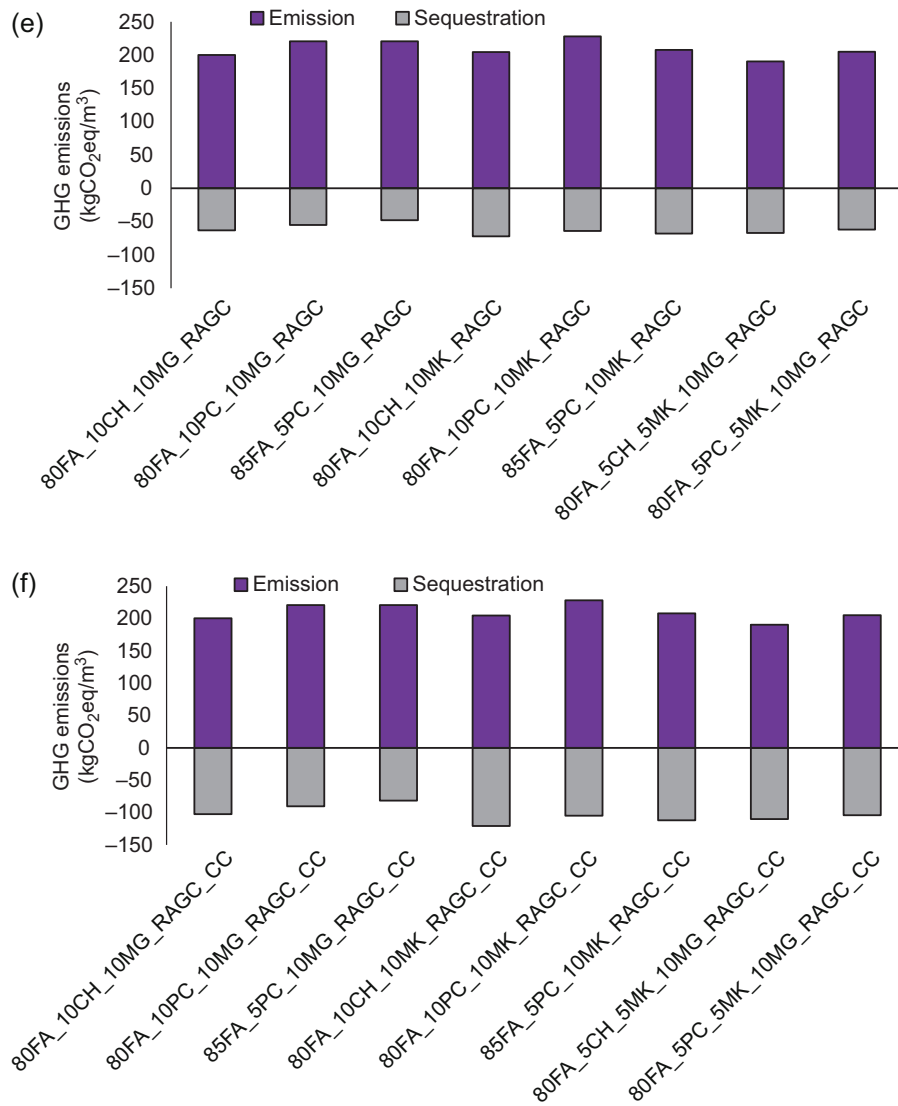 (e)
Emission Sequestration
GHG emissions
(kgCO₂eq/m³)
250
200
150
100
50
0
–50
–100
–150
80FA_10CH_10MG_RAGC
80FA_10PC_10MG_RAGC
85FA_5PC_10MG_RAGC
80FA_10CH_10MK_RAGC
80FA_10PC_10MK_RAGC
85FA_5PC_10MK_RAGC
80FA_5CH_5MK_10MG_RAGC
80FA_5PC_5MK_10MG_RAGC
(f)
Emission Sequestration
GHG emissions
(kgCO₂eq/m³)
250
200
150
100
50
0
–50
–100
–150
80FA_10CH_10MG_RAGC_CC
80FA_10PC_10MG_RAGC_CC
85FA_5PC_10MG_RAGC_CC
80FA_10CH_10MK_RAGC_CC
80FA_10PC_10MK_RAGC_CC
85FA_5PC_10MK_RAGC_CC
80FA_5CH_5MK_10MG_RAGC_CC
80FA_5PC_5MK_10MG_RAGC_CC